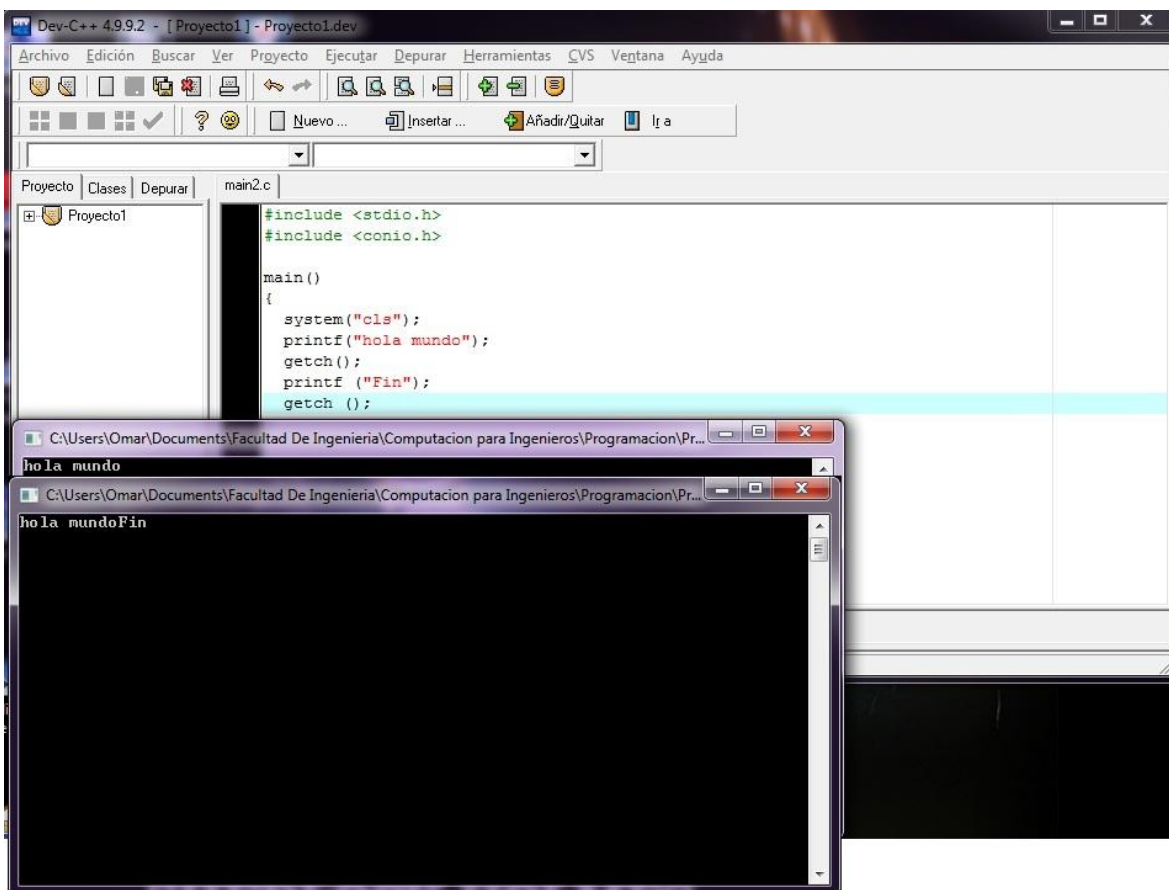 Dev-C++ 4.9.9.2 - [ Proyecto1 ] - Proyecto1.dev
Archivo Edición Buscar Ver Proyecto Ejecutar Depurar Herramientas CVS Ventana Ayuda
Nuevo ... Insertar ... Añadir/Quitar Ir a
Proyecto Clases Depurar main2.c
Proyecto1
#include <stdio.h>
#include <conio.h>
main()
{
system("cls");
printf("hola mundo");
getch();
printf ("Fin");
getch ();
C:\Users\Omar\Documents\Facultad De Ingenieria\Computacion para Ingenieros\Programacion\Pr...
hola mundo
C:\Users\Omar\Documents\Facultad De Ingenieria\Computacion para Ingenieros\Programacion\Pr...
hola mundoFin